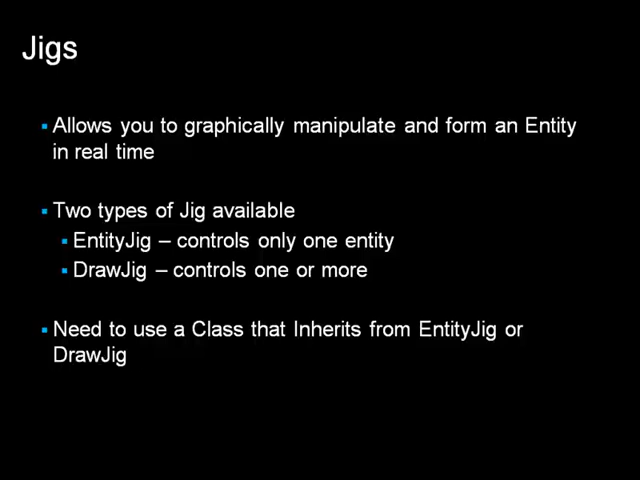 Jigs
▪ Allows you to graphically manipulate and form an Entity
in real time
▪ Two types of Jig available
▪ EntityJig – controls only one entity
▪ DrawJig – controls one or more
▪ Need to use a Class that Inherits from EntityJig or
DrawJig